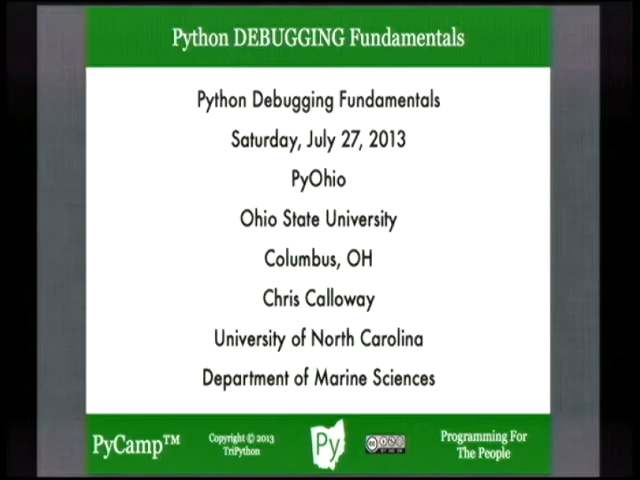 Python DEBUGGING Fundamentals
Python Debugging Fundamentals
Saturday, July 27, 2013
PyOhio
Ohio State University
Columbus, OH
Chris Calloway
University of North Carolina
Department of Marine Sciences
PyCamp™
Copyright © 2013
TriPython
Py
Programming For
The People